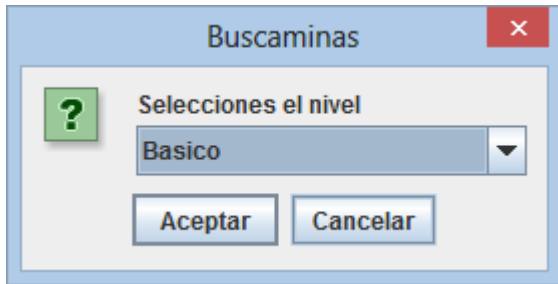 Buscaminas
Selecciones el nivel
Basico
Aceptar
Cancelar